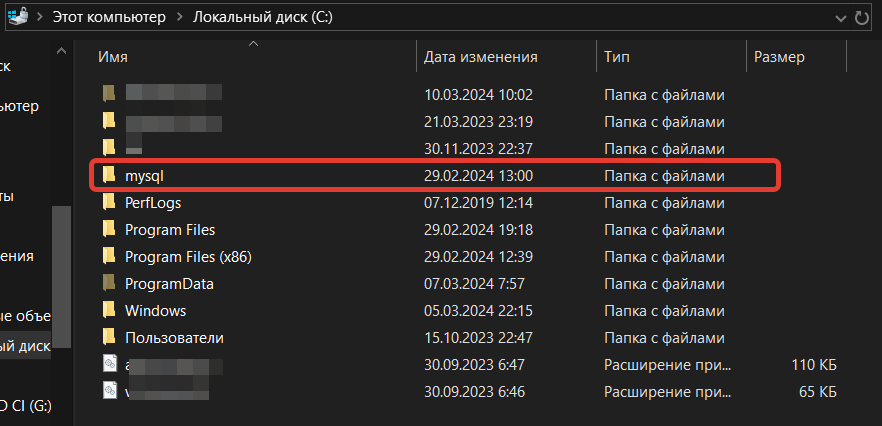 Этот компьютер > Локальный диск (C:)
Имя Дата изменения Тип Размер
ск
ьютер
ты
ения
ые объе
ый диск
D CI (G:)
10.03.2024 10:02 Папка с файлами
21.03.2023 23:19 Папка с файлами
30.11.2023 22:37 Папка с файлами
mysql 29.02.2024 13:00 Папка с файлами
PerfLogs 07.12.2019 12:14 Папка с файлами
Program Files 29.02.2024 19:18 Папка с файлами
Program Files (x86) 29.02.2024 12:39 Папка с файлами
ProgramData 07.03.2024 7:57 Папка с файлами
Windows 05.03.2024 22:15 Папка с файлами
Пользователи 15.10.2023 22:47 Папка с файлами
30.09.2023 6:47 Расширение при... 110 КБ
30.09.2023 6:46 Расширение при... 65 КБ